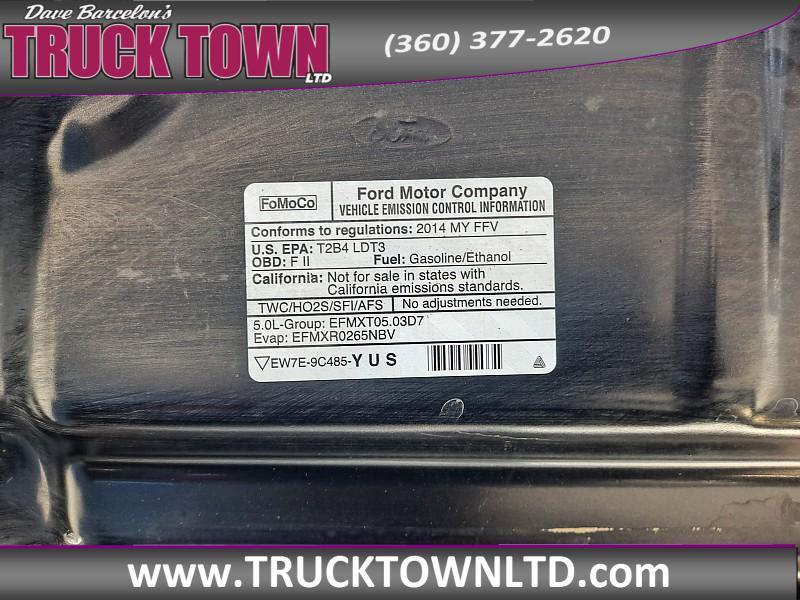 Dave Barcelon's
TRUCK TOWN LTD
(360) 377-2620
Ford
FoMoCo
Ford Motor Company
VEHICLE EMISSION CONTROL INFORMATION
Conforms to regulations: 2014 MY FFV
U.S. EPA: T2B4 LDT3
OBD: F II Fuel: Gasoline/Ethanol
California: Not for sale in states with
California emissions standards.
TWC/HO2S/SFI/AFS No adjustments needed.
5.0L-Group: EFMXT05.03D7
Evap: EFMXR0265NBV
EW7E-9C485-Y U S
www.TRUCKTOWNLTD.com